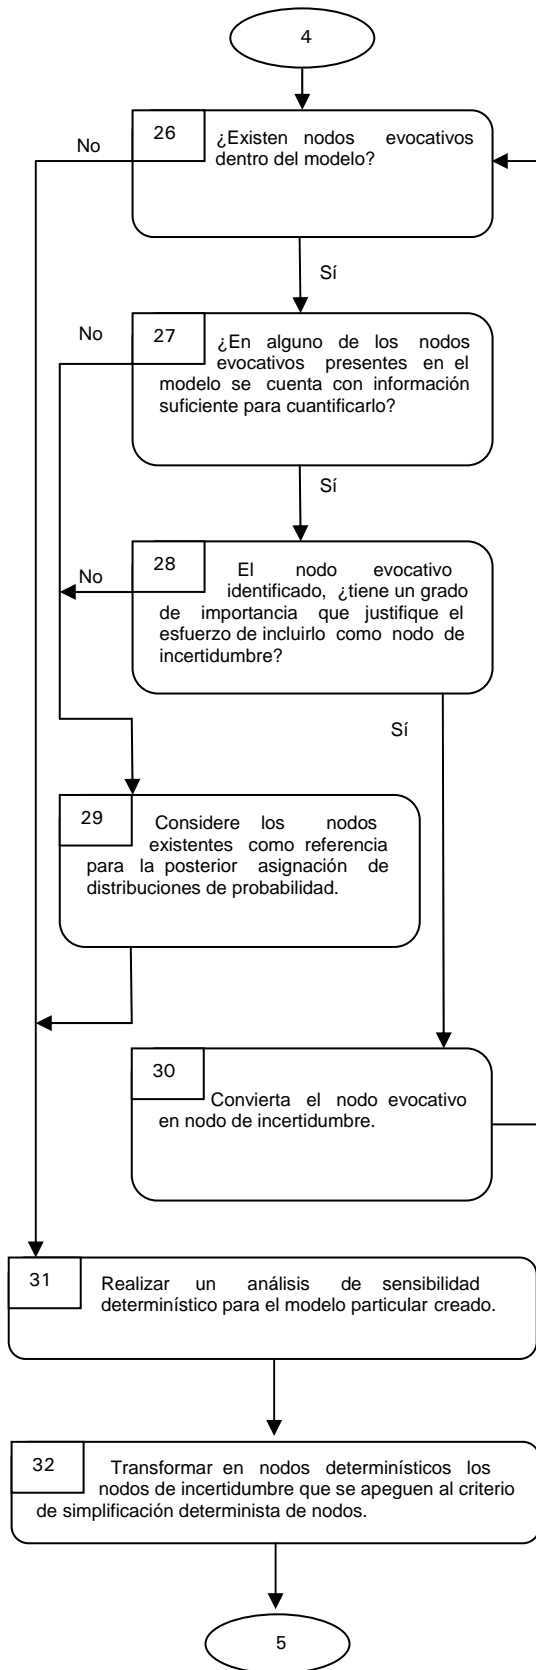 4
26
¿Existen nodos evocativos
dentro del modelo?
No
Sí
27
¿En alguno de los nodos
evocativos presentes en el
modelo se cuenta con información
suficiente para cuantificarlo?
No
Sí
28
El nodo evocativo
identificado, ¿tiene un grado
de importancia que justifique el
esfuerzo de incluirlo como nodo de
incertidumbre?
No
Sí
29
Considere los nodos
existentes como referencia
para la posterior asignación de
distribuciones de probabilidad.
30
Convierta el nodo evocativo
en nodo de incertidumbre.
31
Realizar un análisis de sensibilidad
determinístico para el modelo particular creado.
32
Transformar en nodos determinísticos los
nodos de incertidumbre que se apeguen al criterio
de simplificación determinista de nodos.
5